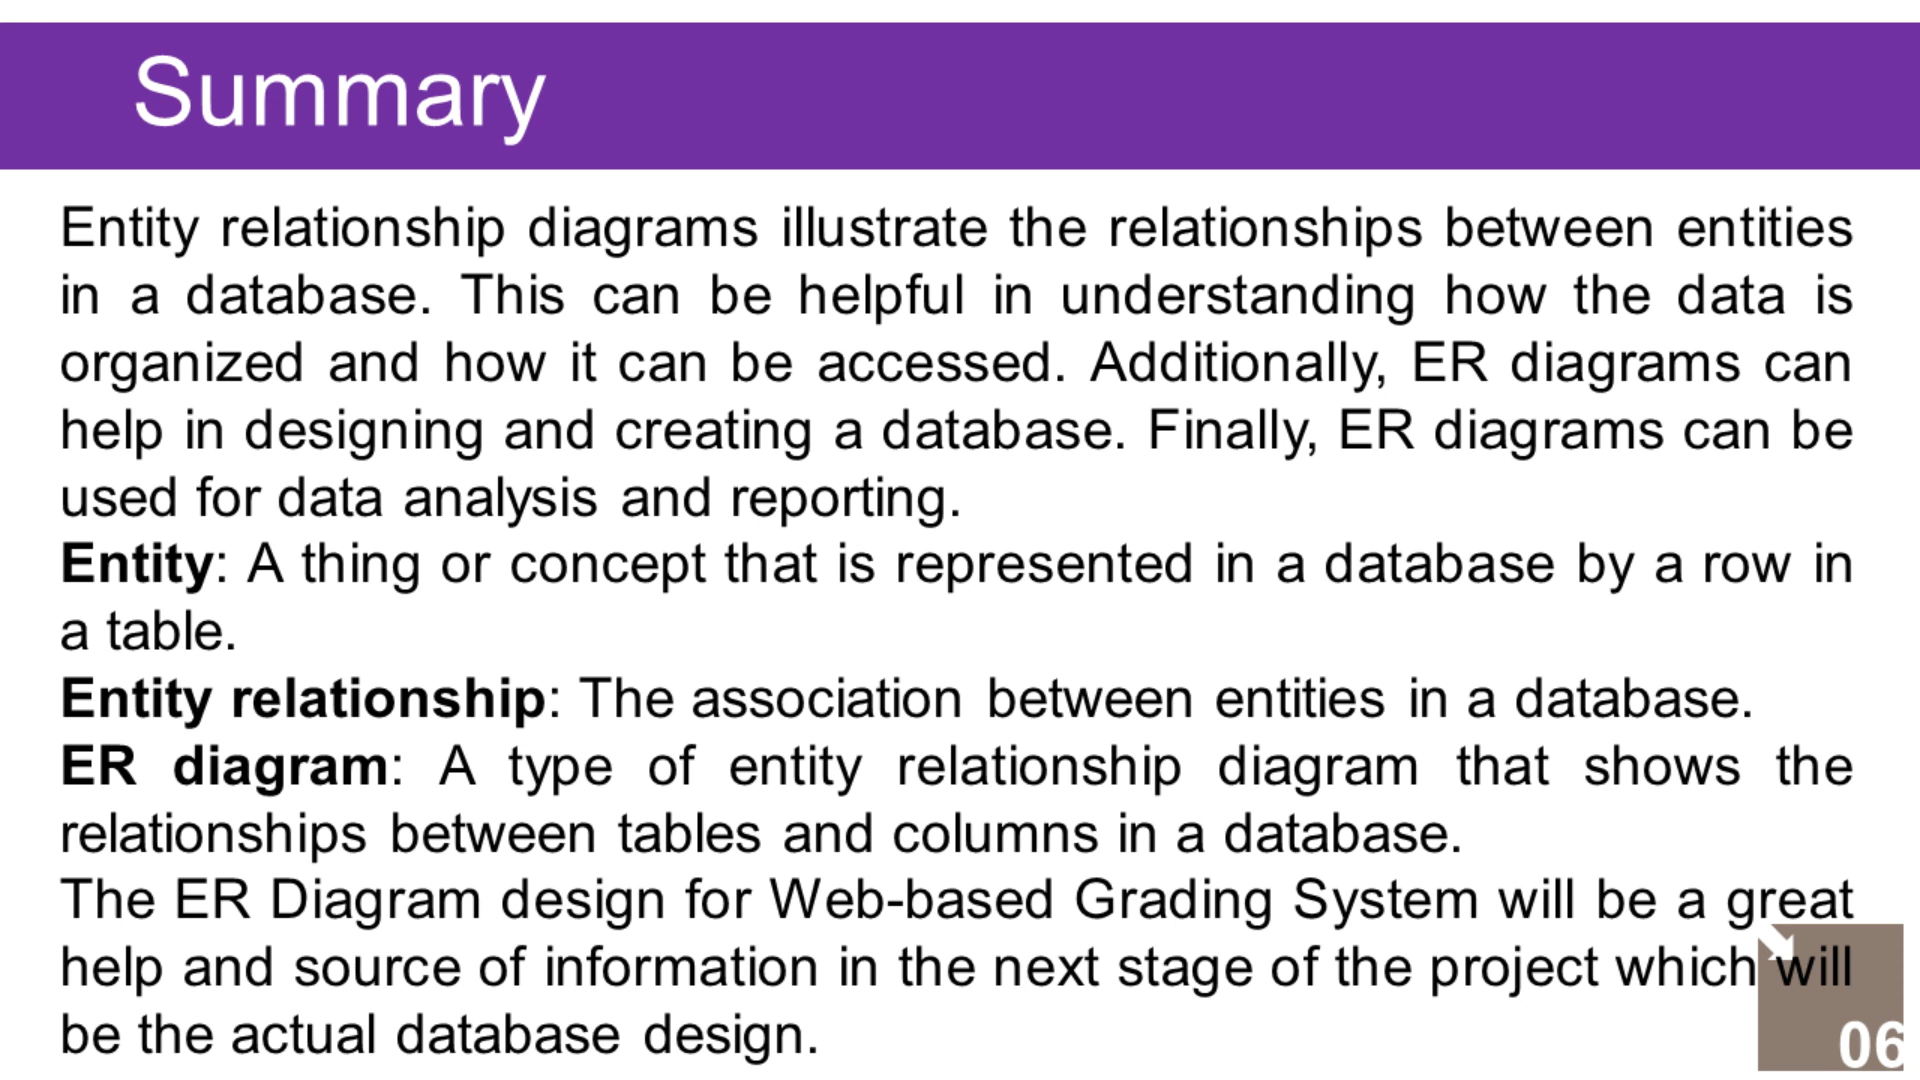 Summary
Entity relationship diagrams illustrate the relationships between entities
in a database. This can be helpful in understanding how the data is
organized and how it can be accessed. Additionally, ER diagrams can
help in designing and creating a database. Finally, ER diagrams can be
used for data analysis and reporting.
Entity: A thing or concept that is represented in a database by a row in
a table.
Entity relationship: The association between entities in a database.
ER diagram: A type of entity relationship diagram that shows the
relationships between tables and columns in a database.
The ER Diagram design for Web-based Grading System will be a great
help and source of information in the next stage of the project which will
be the actual database design.
06